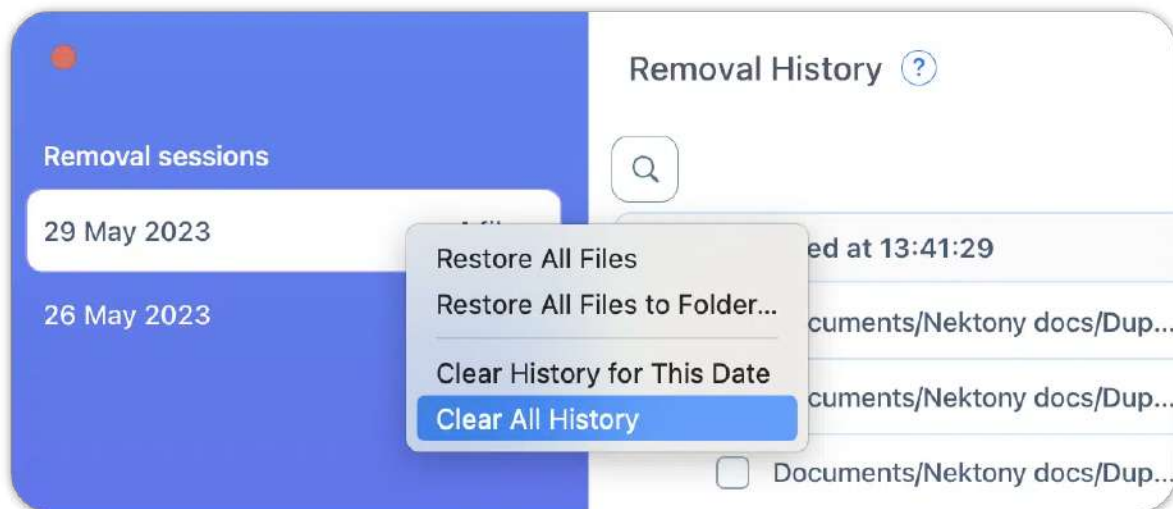 Removal History ?
Removal sessions
29 May 2023
26 May 2023
Restore All Files
Restore All Files to Folder...
Clear History for This Date
Clear All History
ed at 13:41:29
cuments/Nektony docs/Dup...
cuments/Nektony docs/Dup...
Documents/Nektony docs/Dup...